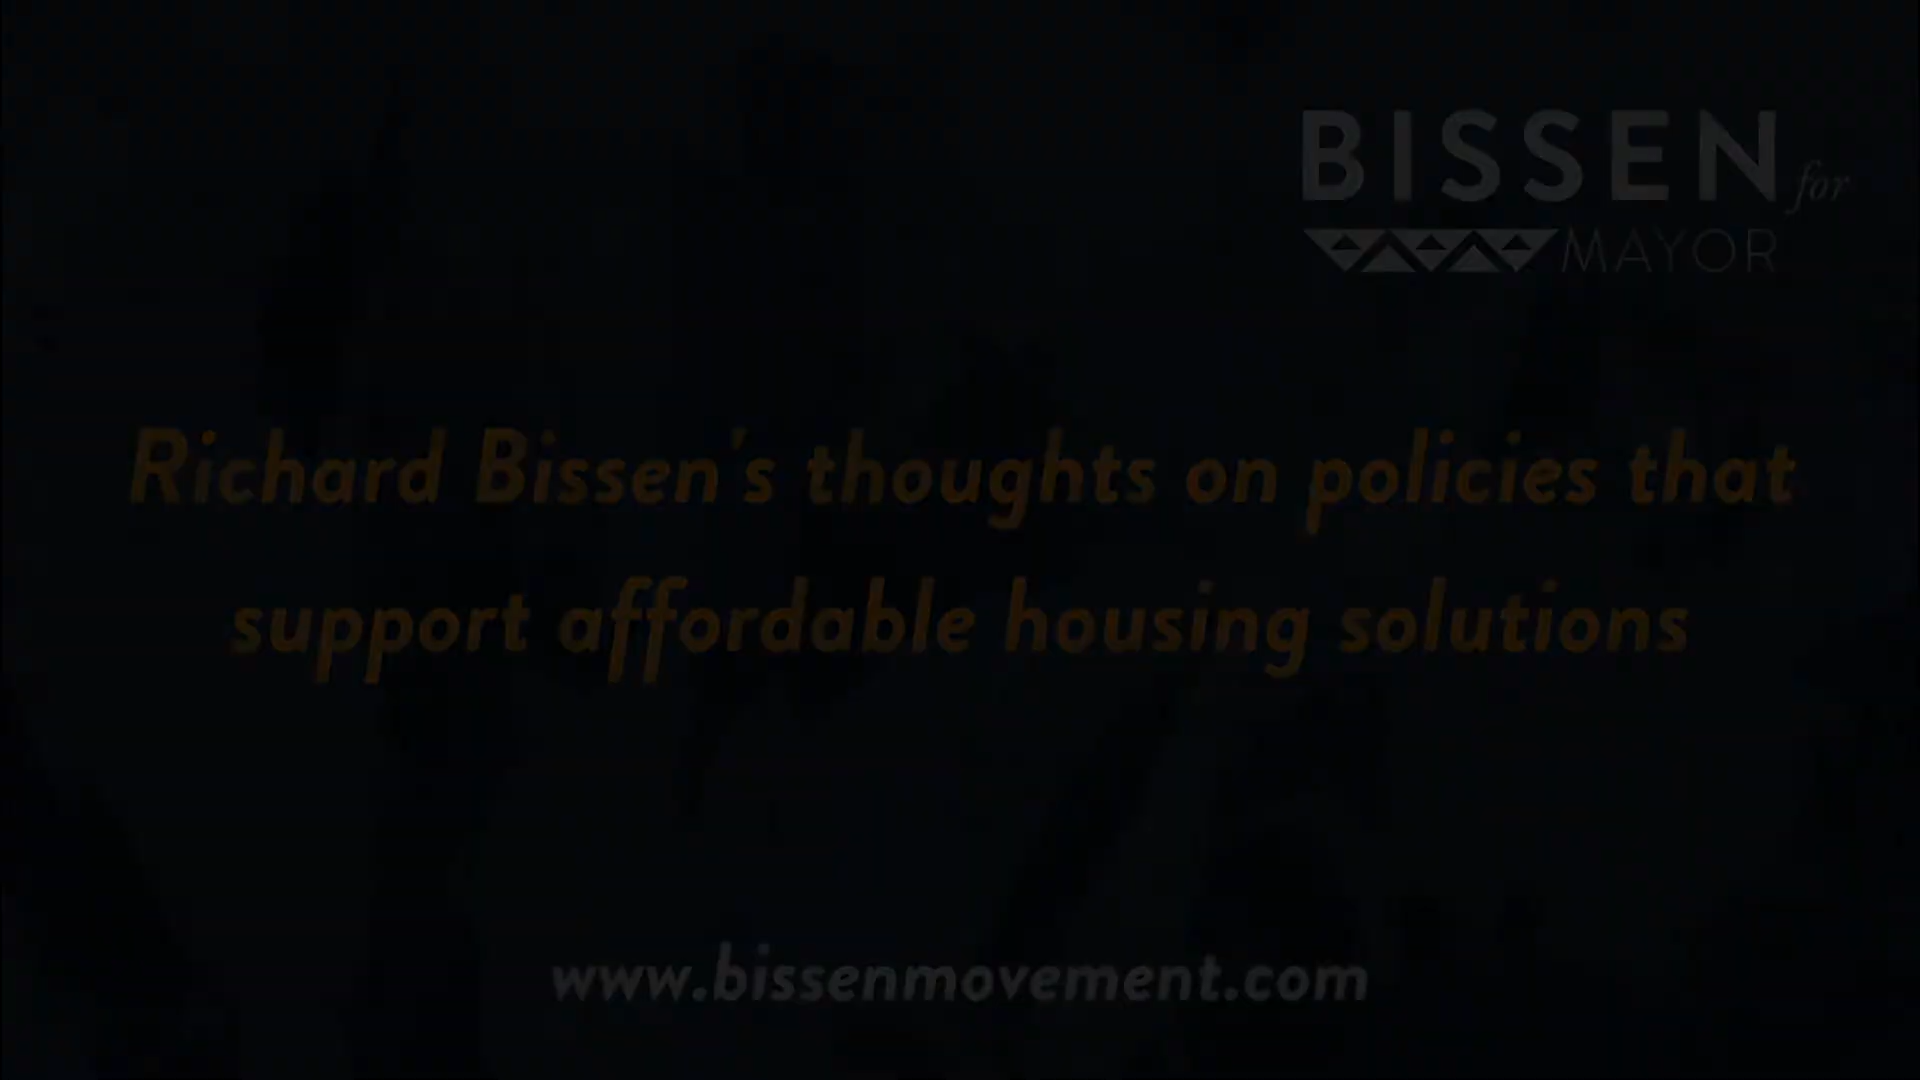 BISSEN for
MAYOR
Richard Bissen's thoughts on policies that
support affordable housing solutions
www.bissenmovement.com